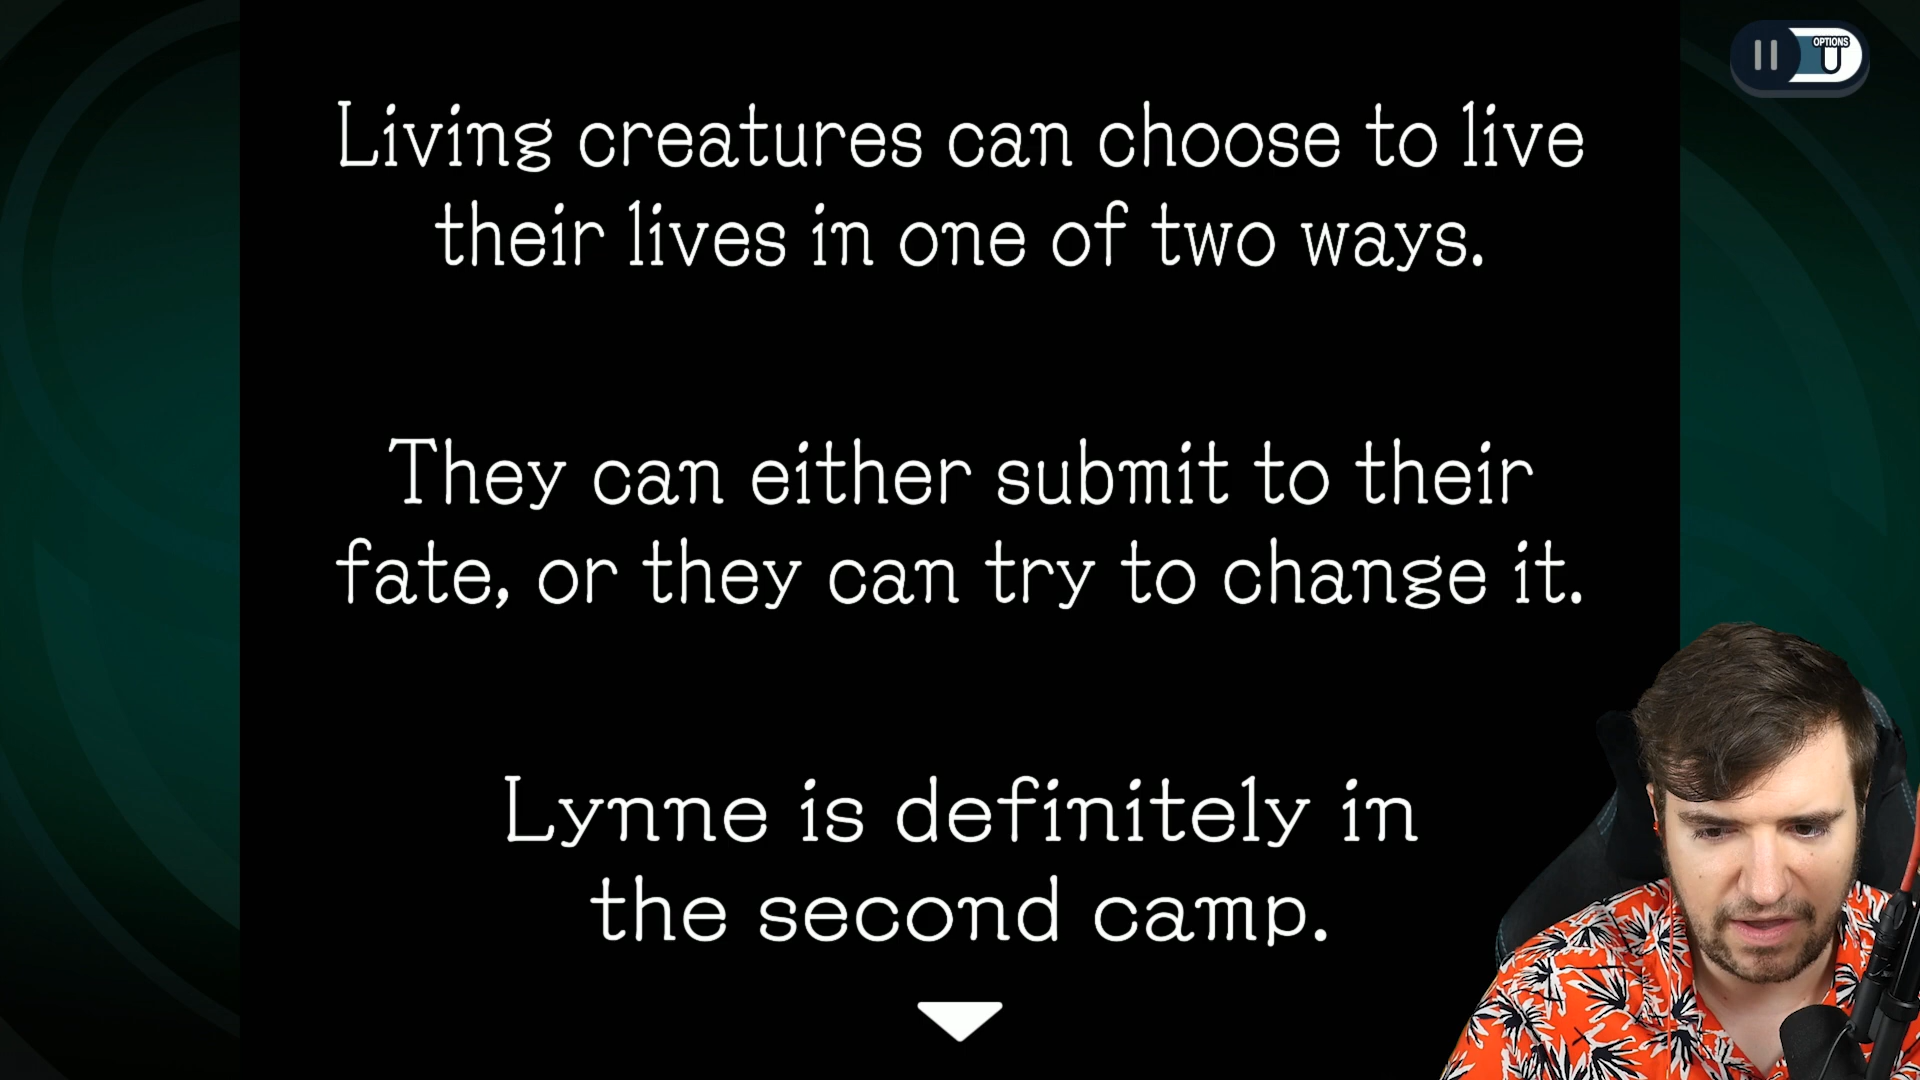 OPTIONS
Living creatures can choose to live
their lives in one of two ways.
They can either submit to their
fate, or they can try to change it.
Lynne is definitely in
the second camp.